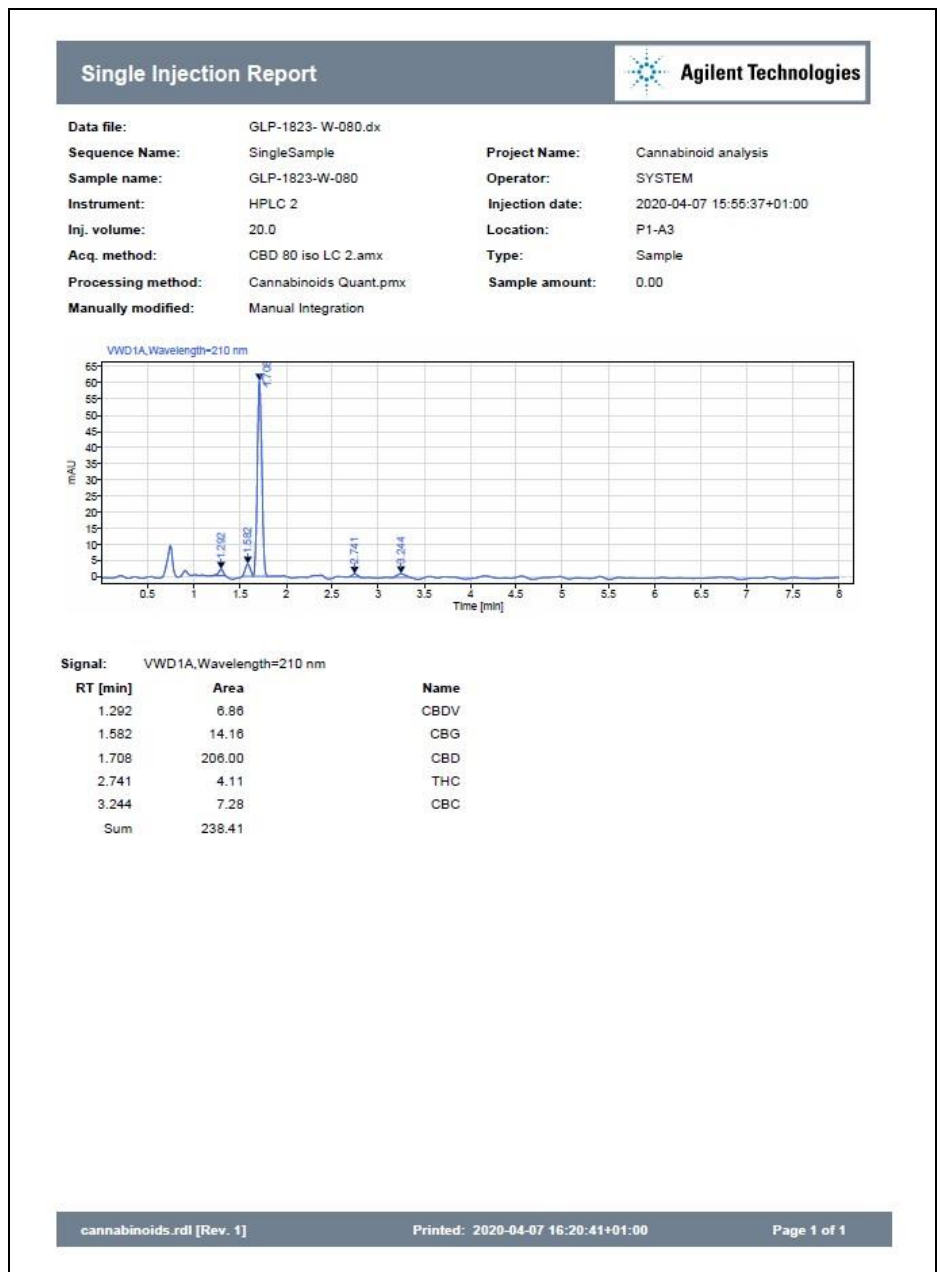 Single Injection Report
Agilent Technologies
Data file: GLP-1823- W-080.dx
Sequence Name: SingleSample Project Name: Cannabinoid analysis
Sample name: GLP-1823-W-080 Operator: SYSTEM
Instrument: HPLC 2 Injection date: 2020-04-07 15:55:37+01:00
Inj. volume: 20.0 Location: P1-A3
Acq. method: CBD 80 iso LC 2.amx Type: Sample
Processing method: Cannabinoids Quant.pmx Sample amount: 0.00
Manually modified: Manual Integration
VWD1A,Wavelength=210 nm
65
60
55
50
45
40
35
30
25
20
15
10
5
0
mAU
1.292
1.582
1.708
2.741
3.244
0.5 1 1.5 2 2.5 3 3.5 4 4.5 5 5.5 6 6.5 7 7.5 8
Time [min]
Signal: VWD1A,Wavelength=210 nm
RT [min] Area Name
1.292 6.86 CBDV
1.582 14.16 CBG
1.708 206.00 CBD
2.741 4.11 THC
3.244 7.28 CBC
Sum 238.41
cannabinoids.rdl [Rev. 1] Printed: 2020-04-07 16:20:41+01:00 Page 1 of 1